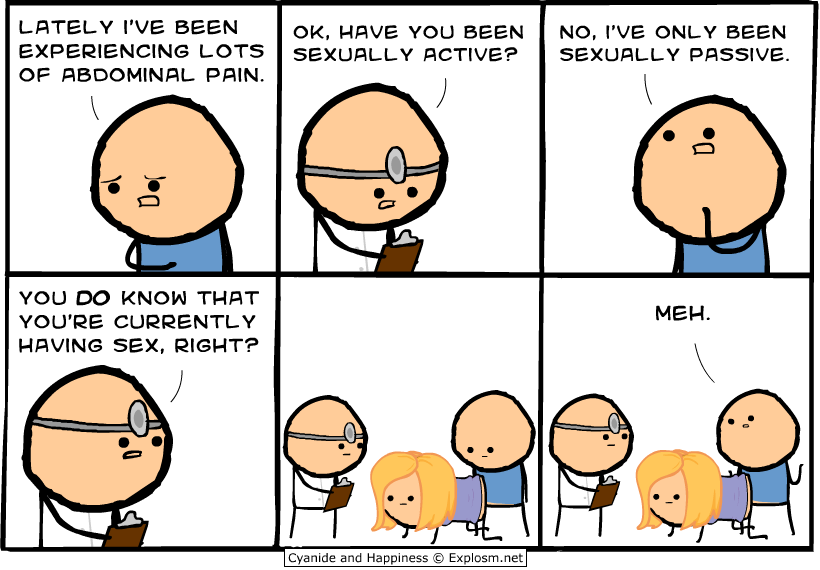 LATELY I'VE BEEN
EXPERIENCING LOTS
OF ABDOMINAL PAIN.
OK, HAVE YOU BEEN
SEXUALLY ACTIVE?
NO, I'VE ONLY BEEN
SEXUALLY PASSIVE.
YOU DO KNOW THAT
YOU'RE CURRENTLY
HAVING SEX, RIGHT?
MEH.
Cyanide and Happiness © Explosm.net